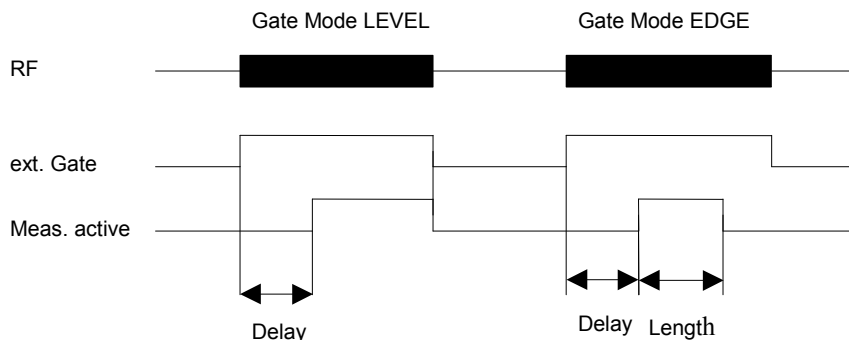 Gate Mode LEVEL Gate Mode EDGE
RF
ext. Gate
Meas. active
Delay Delay Length